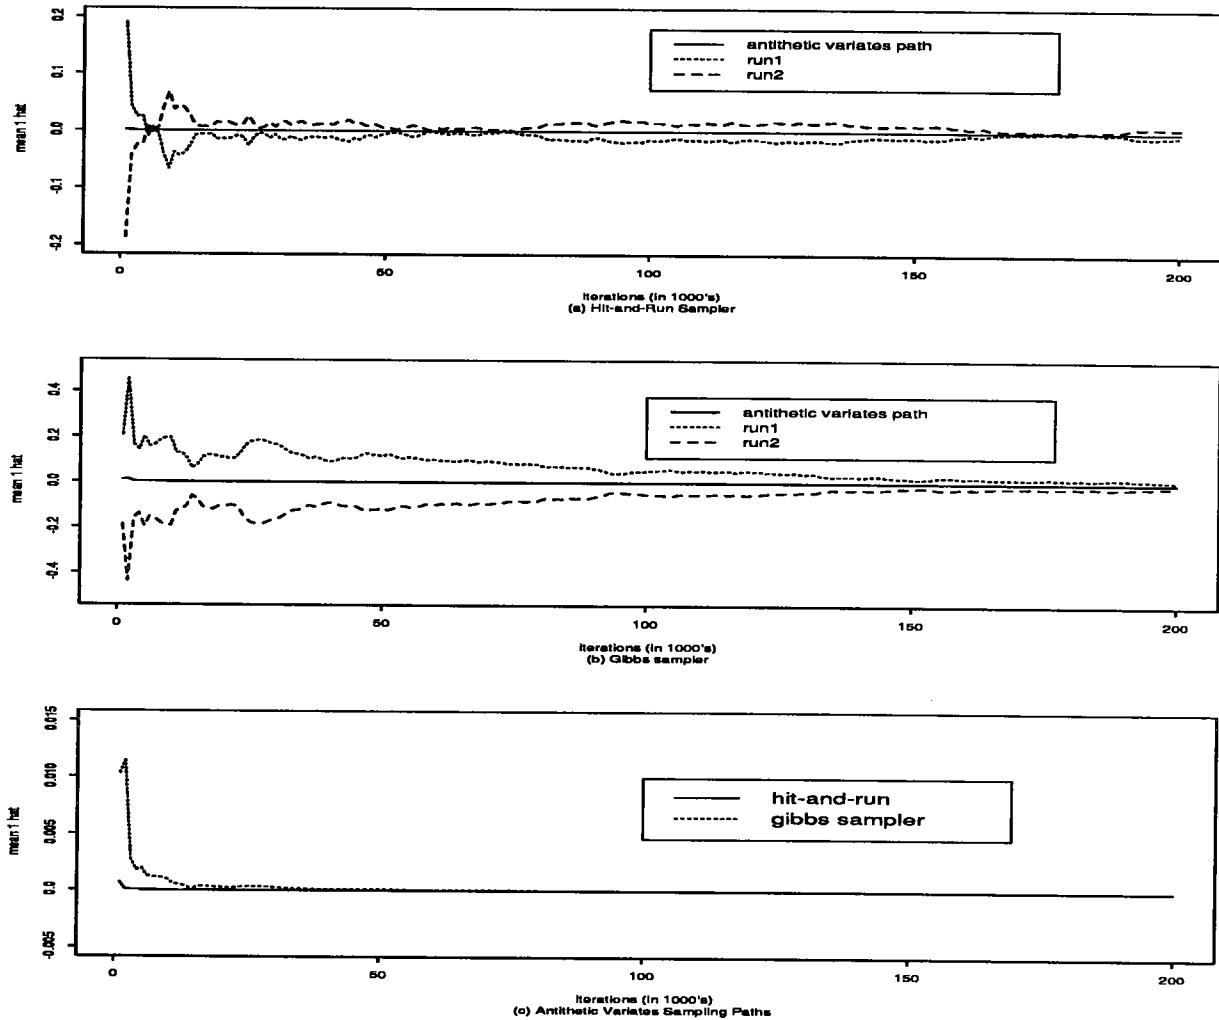 mean 1 hat
0.2
0.1
0.0
-0.1
-0.2
antithetic variates path
run1
run2
0
50
100
150
200
Iterations (in 1000's)
(a) Hit-and-Run Sampler
mean 1 hat
0.4
0.2
0.0
-0.2
-0.4
antithetic variates path
run1
run2
0
50
100
150
200
Iterations (in 1000's)
(b) Gibbs sampler
mean 1 hat
0.015
0.010
0.005
0.0
-0.005
hit-and-run
gibbs sampler
0
50
100
150
200
Iterations (in 1000's)
(c) Antithetic Variates Sampling Paths